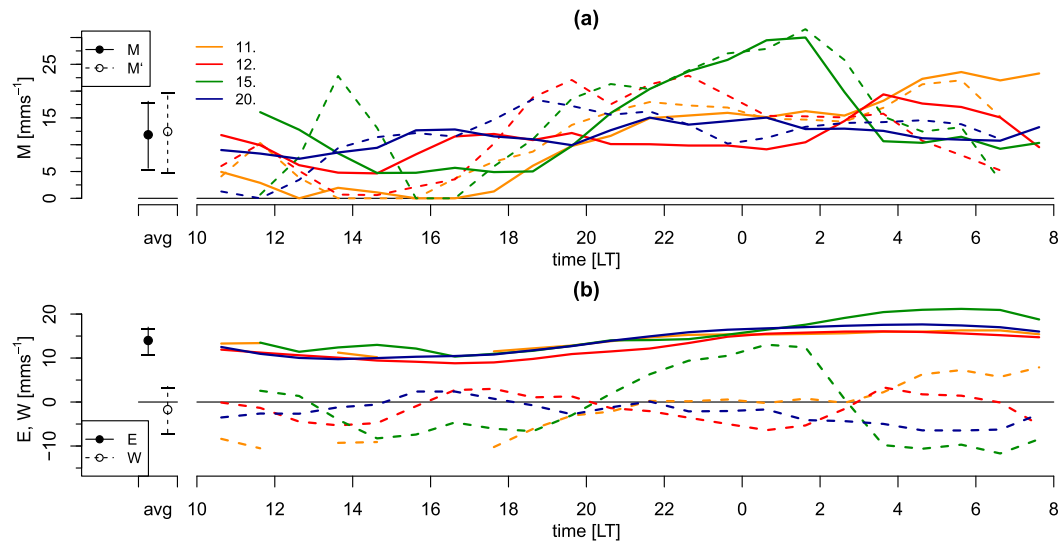 (a)
M
M'
11.
12.
15.
20.
M [mms⁻¹]
25
15
5
0
avg
10 12 14 16 18 20 22 0 2 4 6 8
time [LT]
(b)
E, W [mms⁻¹]
20
10
0
−10
E
W
avg
10 12 14 16 18 20 22 0 2 4 6 8
time [LT]